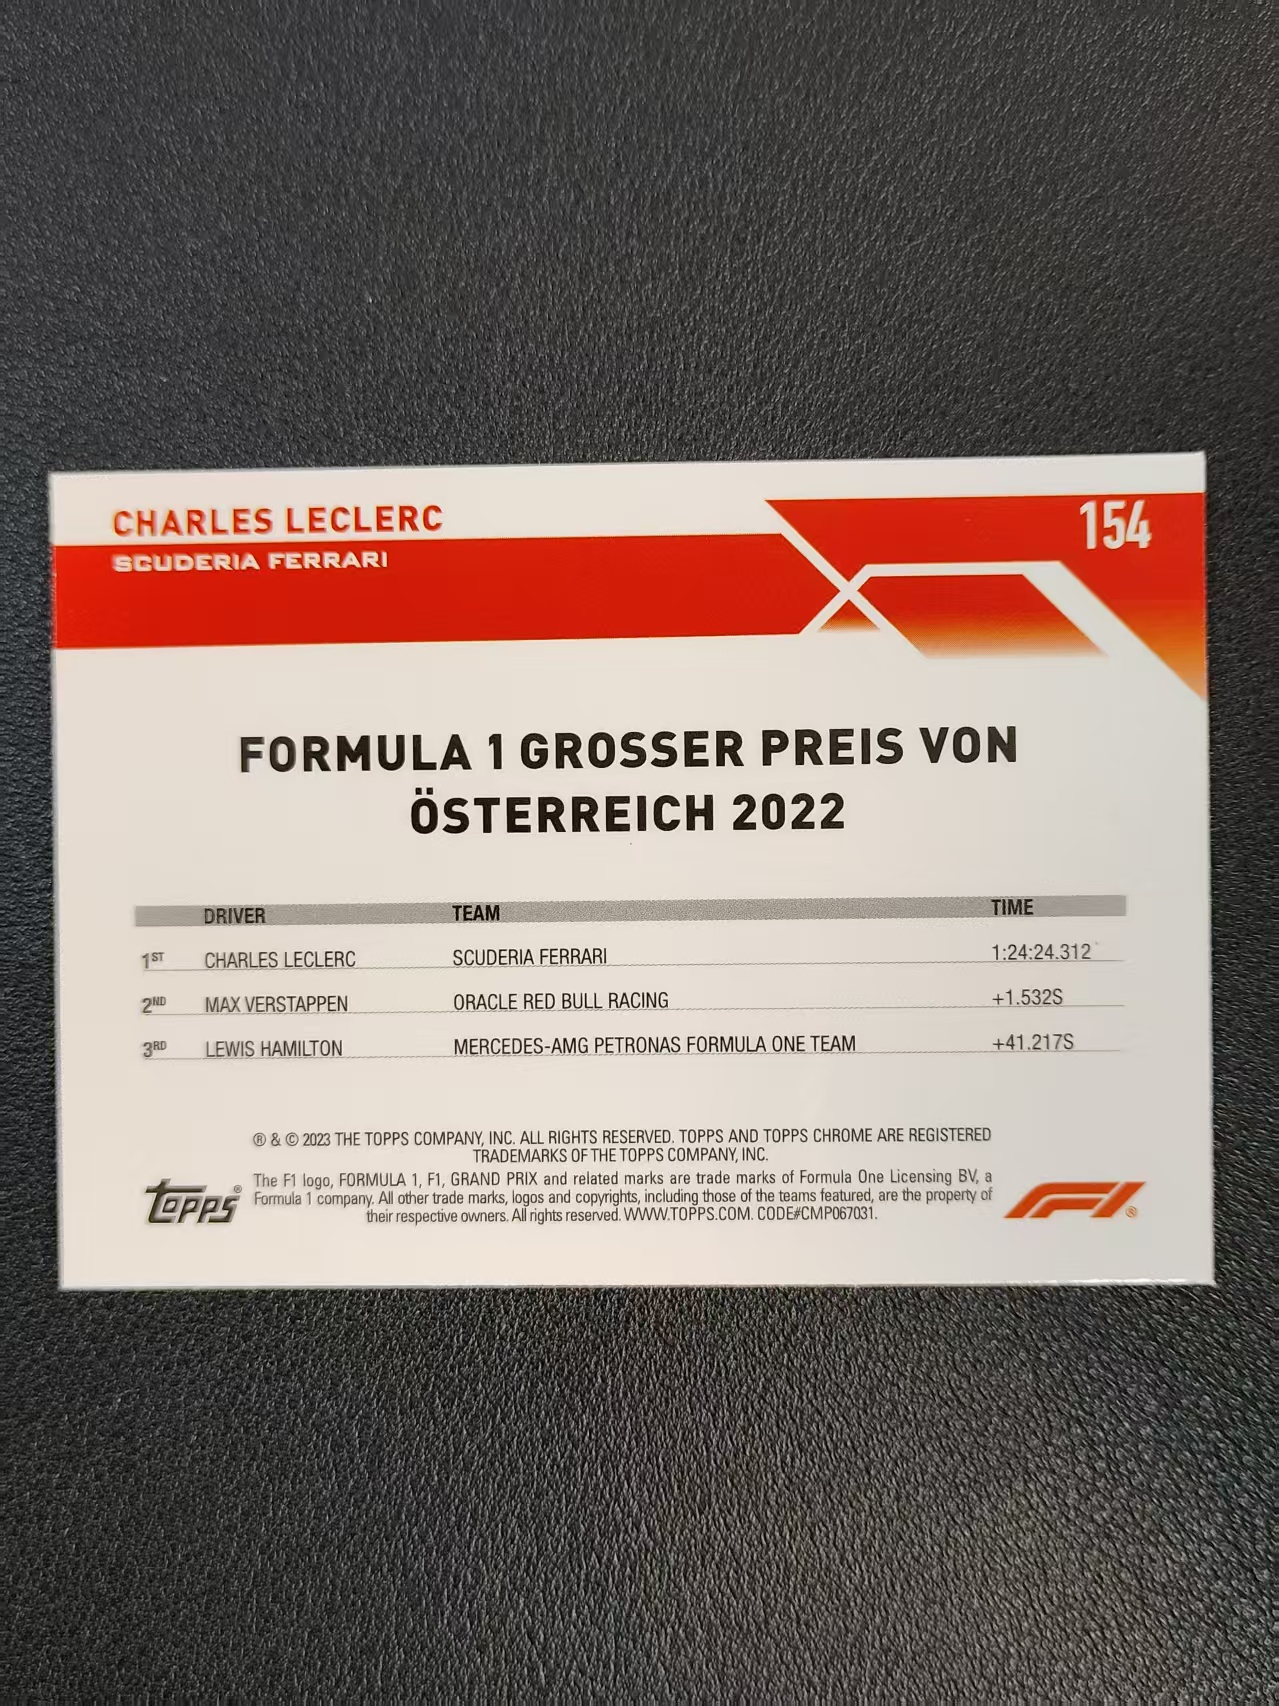 CHARLES LECLERC
SCUDERIA FERRARI
154
FORMULA 1 GROSSER PREIS VON
ÖSTERREICH 2022
DRIVER TEAM TIME
1ST CHARLES LECLERC SCUDERIA FERRARI 1:24:24.312
2ND MAX VERSTAPPEN ORACLE RED BULL RACING +1.532S
3RD LEWIS HAMILTON MERCEDES-AMG PETRONAS FORMULA ONE TEAM +41.217S
® & © 2023 THE TOPPS COMPANY, INC. ALL RIGHTS RESERVED. TOPPS AND TOPPS CHROME ARE REGISTERED
TRADEMARKS OF THE TOPPS COMPANY, INC.
The F1 logo, FORMULA 1, F1, GRAND PRIX and related marks are trade marks of Formula One Licensing BV, a
Formula 1 company. All other trade marks, logos and copyrights, including those of the teams featured, are the property of
their respective owners. All rights reserved. WWW.TOPPS.COM. CODE#CMP067031.
TOPPS®
F1®